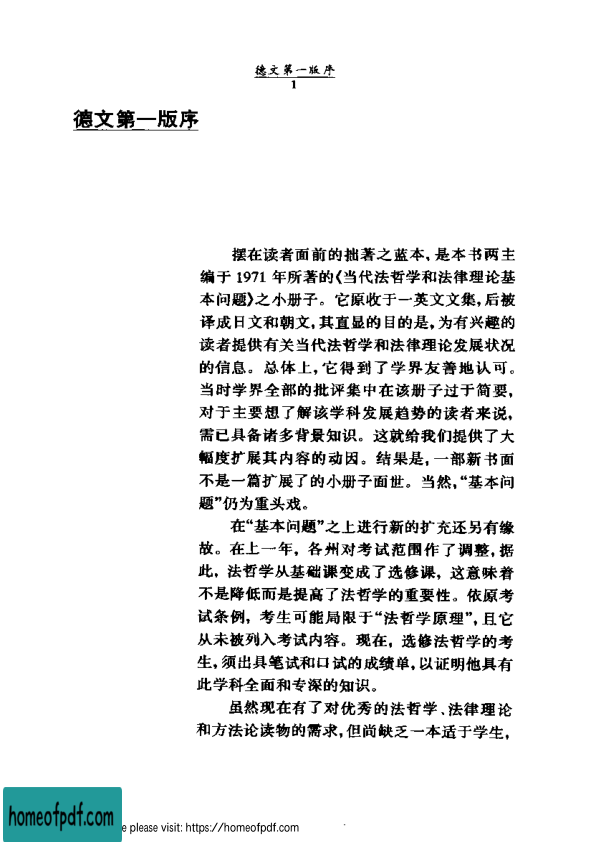 德文第一版序
1
德文第一版序
摆在读者面前的拙著之蓝本，是本书两主
编于1971年所著的《当代法哲学和法律理论基
本问题》之小册子。它原收于一英文文集，后被
译成日文和朝文，其直显的目的是，为有兴趣的
读者提供有关当代法哲学和法律理论发展状况
的信息。总体上，它得到了学界友善地认可。
当时学界全部的批评集中在该册子过于简要，
对于主要想了解该学科发展趋势的读者来说，
需已具备诸多背景知识。这就给我们提供了大
幅度扩展其内容的动因。结果是，一部新书面
不是一篇扩展了的小册子面世。当然，“基本问
题”仍为重头戏。
在“基本问题”之上进行新的扩充还另有缘
故。在上一年，各州对考试范围作了调整，据
此，法哲学从基础课变成了选修课，这意味着
不是降低而是提高了法哲学的重要性。依原考
试条例，考生可能局限于“法哲学原理”，且它
从未被列入考试内容。现在，选修法哲学的考
生，须出具笔试和口试的成绩单，以证明他具有
此学科全面和专深的知识。
虽然现在有了对优秀的法哲学、法律理论
和方法论读物的需求，但尚缺乏一本适于学生，
homeofpdf.com
e please visit: https://homeofpdf.com